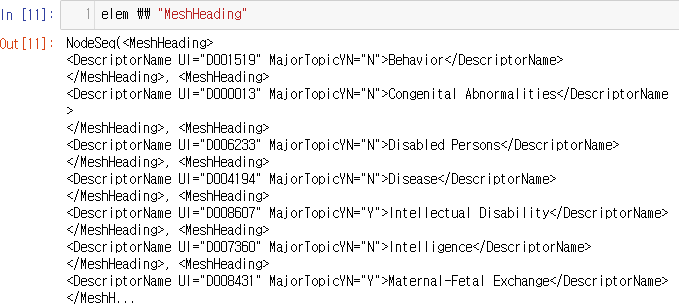 In [11]: 1 elem ₩₩ "MeshHeading"
Out[11]: NodeSeq(<MeshHeading>
<DescriptorName UI="D001519" MajorTopicYN="N">Behavior</DescriptorName>
</MeshHeading>, <MeshHeading>
<DescriptorName UI="D000013" MajorTopicYN="N">Congenital Abnormalities</DescriptorName
>
</MeshHeading>, <MeshHeading>
<DescriptorName UI="D006233" MajorTopicYN="N">Disabled Persons</DescriptorName>
</MeshHeading>, <MeshHeading>
<DescriptorName UI="D004194" MajorTopicYN="N">Disease</DescriptorName>
</MeshHeading>, <MeshHeading>
<DescriptorName UI="D008607" MajorTopicYN="Y">Intellectual Disability</DescriptorName>
</MeshHeading>, <MeshHeading>
<DescriptorName UI="D007360" MajorTopicYN="N">Intelligence</DescriptorName>
</MeshHeading>, <MeshHeading>
<DescriptorName UI="D008431" MajorTopicYN="Y">Maternal-Fetal Exchange</DescriptorName>
</MeshH...